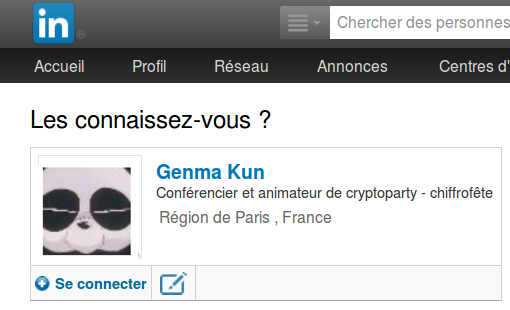 in
Chercher des personnes
Accueil Profil Réseau Annonces Centres d'
Les connaissez-vous ?
Genma Kun
Conférencier et animateur de cryptoparty - chiffrofête
Région de Paris , France
Se connecter